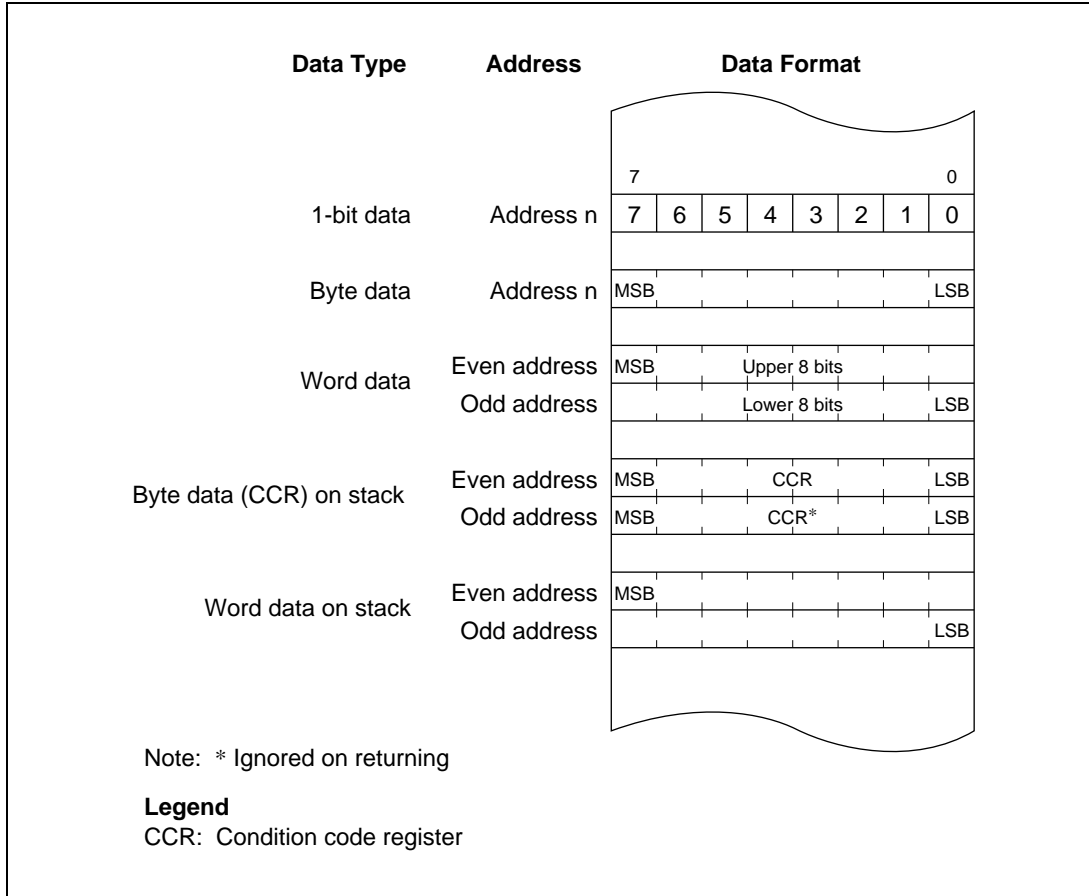 Data Type Address Data Format
7 0
1-bit data Address n 7 6 5 4 3 2 1 0
Byte data Address n MSB LSB
Word data Even address MSB Upper 8 bits
Odd address Lower 8 bits LSB
Byte data (CCR) on stack Even address MSB CCR LSB
Odd address MSB CCR* LSB
Word data on stack Even address MSB
Odd address LSB
Note: * Ignored on returning
Legend
CCR: Condition code register